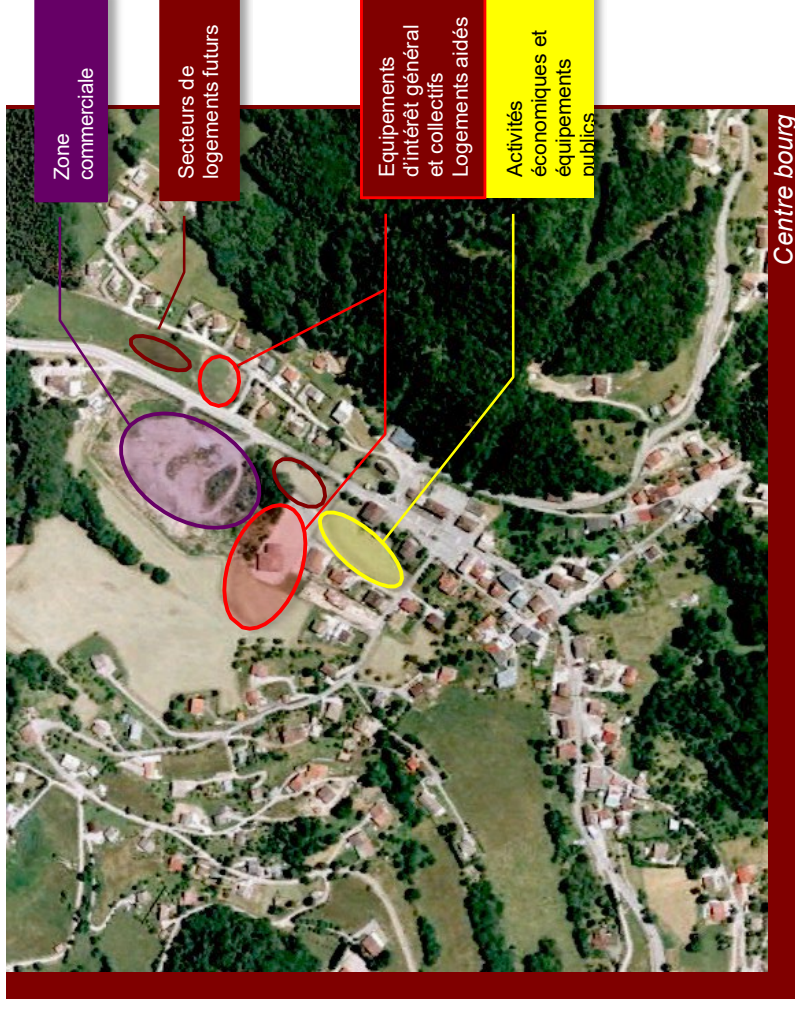 Zone
commerciale
Secteurs de
logements futurs
Equipements
d'intérêt général
et collectifs
Logements aidés
Activités
économiques et
équipements
publics
Centre bourg